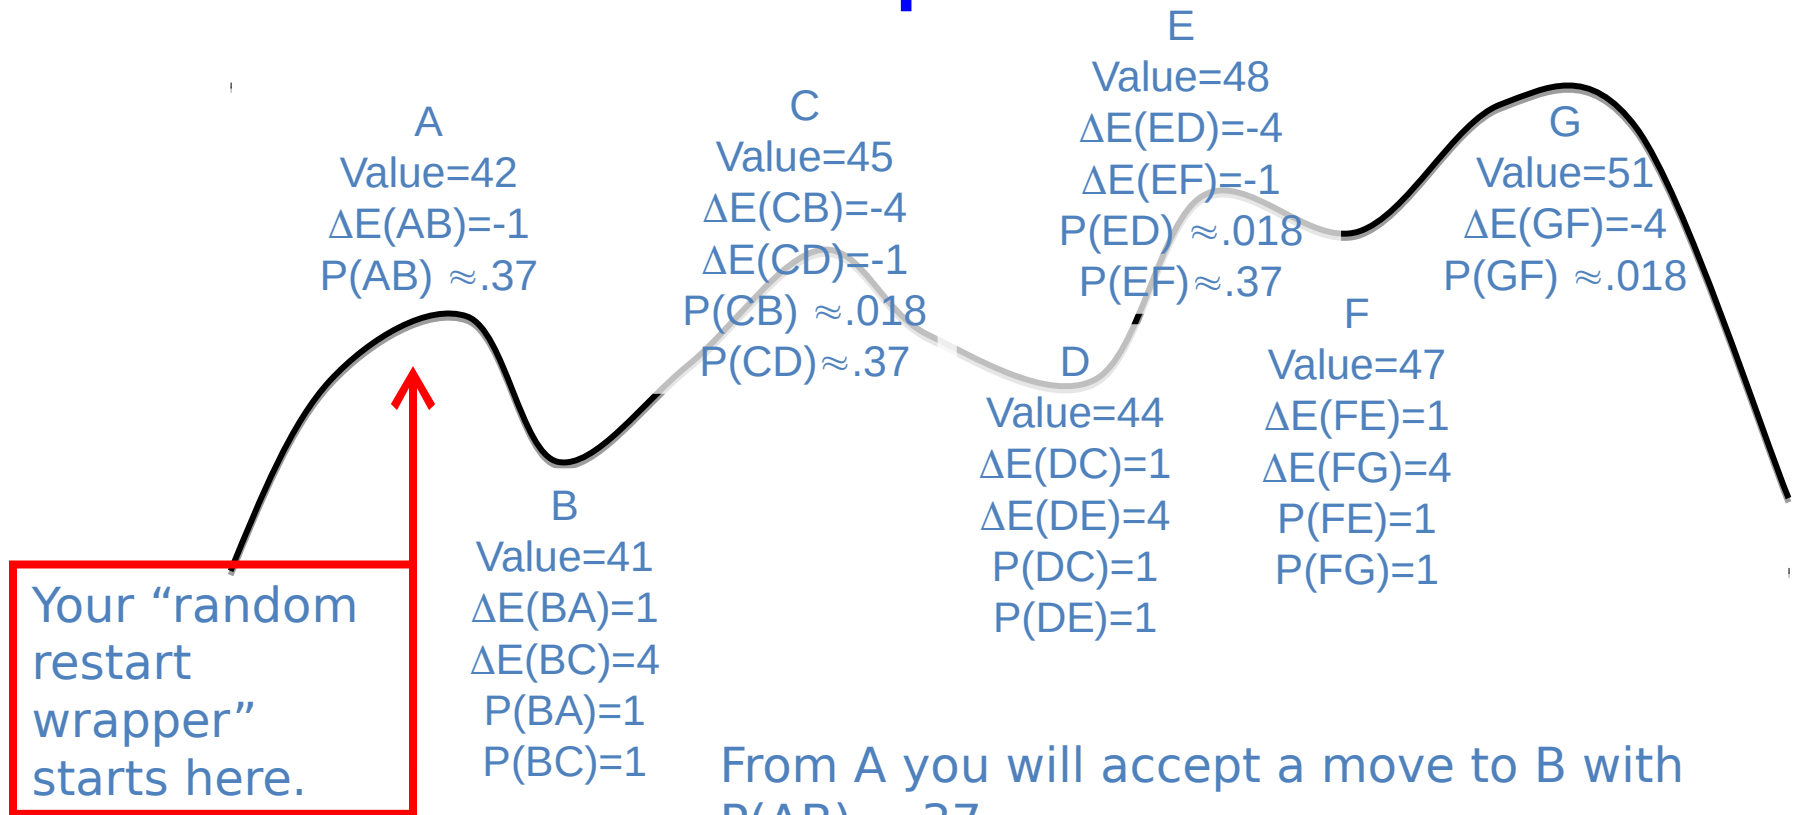 A
Value=42
ΔE(AB)=-1
P(AB) ≈.37
C
Value=45
ΔE(CB)=-4
ΔE(CD)=-1
P(CB) ≈.018
P(CD)≈.37
E
Value=48
ΔE(ED)=-4
ΔE(EF)=-1
P(ED) ≈.018
P(EF)≈.37
G
Value=51
ΔE(GF)=-4
P(GF) ≈.018
B
Value=41
ΔE(BA)=1
ΔE(BC)=4
P(BA)=1
P(BC)=1
D
Value=44
ΔE(DC)=1
ΔE(DE)=4
P(DC)=1
P(DE)=1
F
Value=47
ΔE(FE)=1
ΔE(FG)=4
P(FE)=1
P(FG)=1
Your “random
restart
wrapper”
starts here.
From A you will accept a move to B with
P(AB) .37